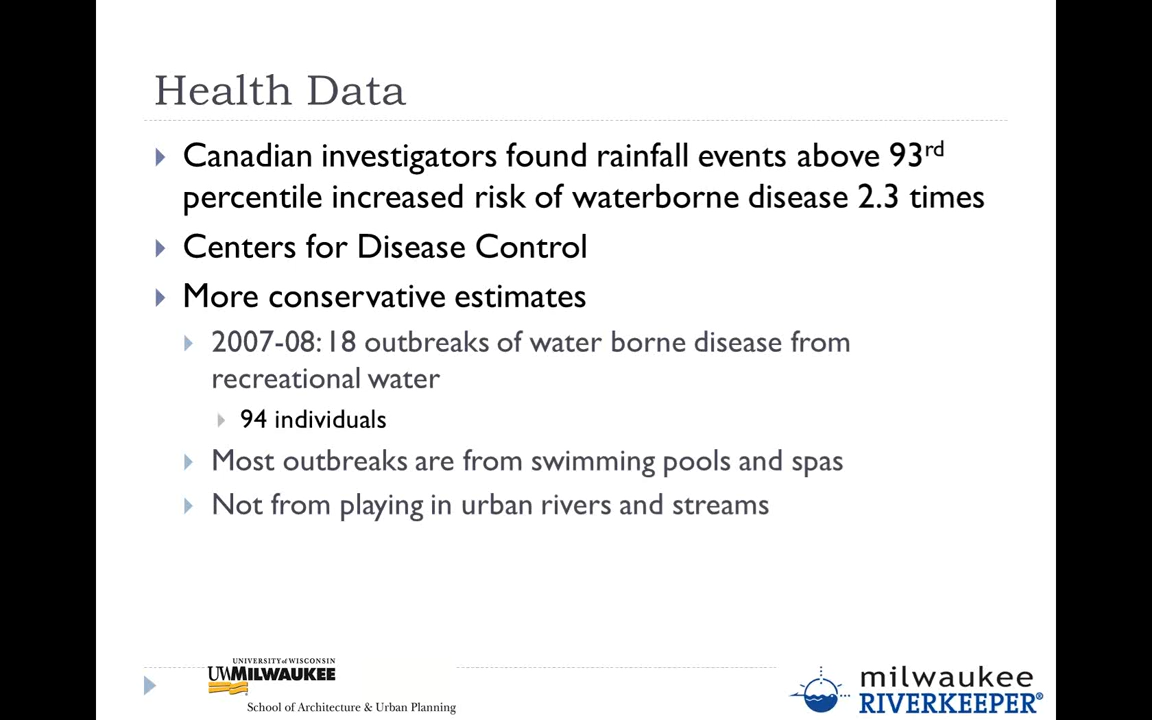 Health Data
Canadian investigators found rainfall events above 93rd
percentile increased risk of waterborne disease 2.3 times
Centers for Disease Control
More conservative estimates
2007-08: 18 outbreaks of water borne disease from
recreational water
94 individuals
Most outbreaks are from swimming pools and spas
Not from playing in urban rivers and streams
UNIVERSITY of WISCONSIN
UWMILWAUKEE
School of Architecture & Urban Planning
milwaukee
RIVERKEEPER®